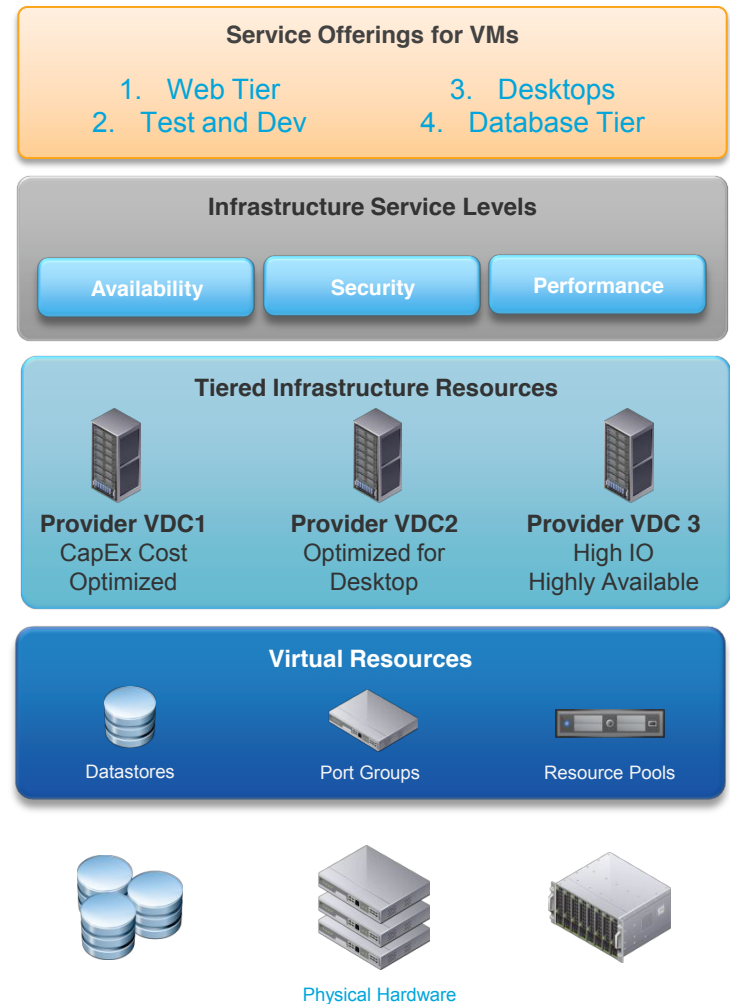 Service Offerings for VMs
1. Web Tier
3. Desktops
2. Test and Dev
4. Database Tier
Infrastructure Service Levels
Availability
Security
Performance
Tiered Infrastructure Resources
Provider VDC1
CapEx Cost
Optimized
Provider VDC2
Optimized for
Desktop
Provider VDC 3
High IO
Highly Available
Virtual Resources
Datastores
Port Groups
Resource Pools
Physical Hardware